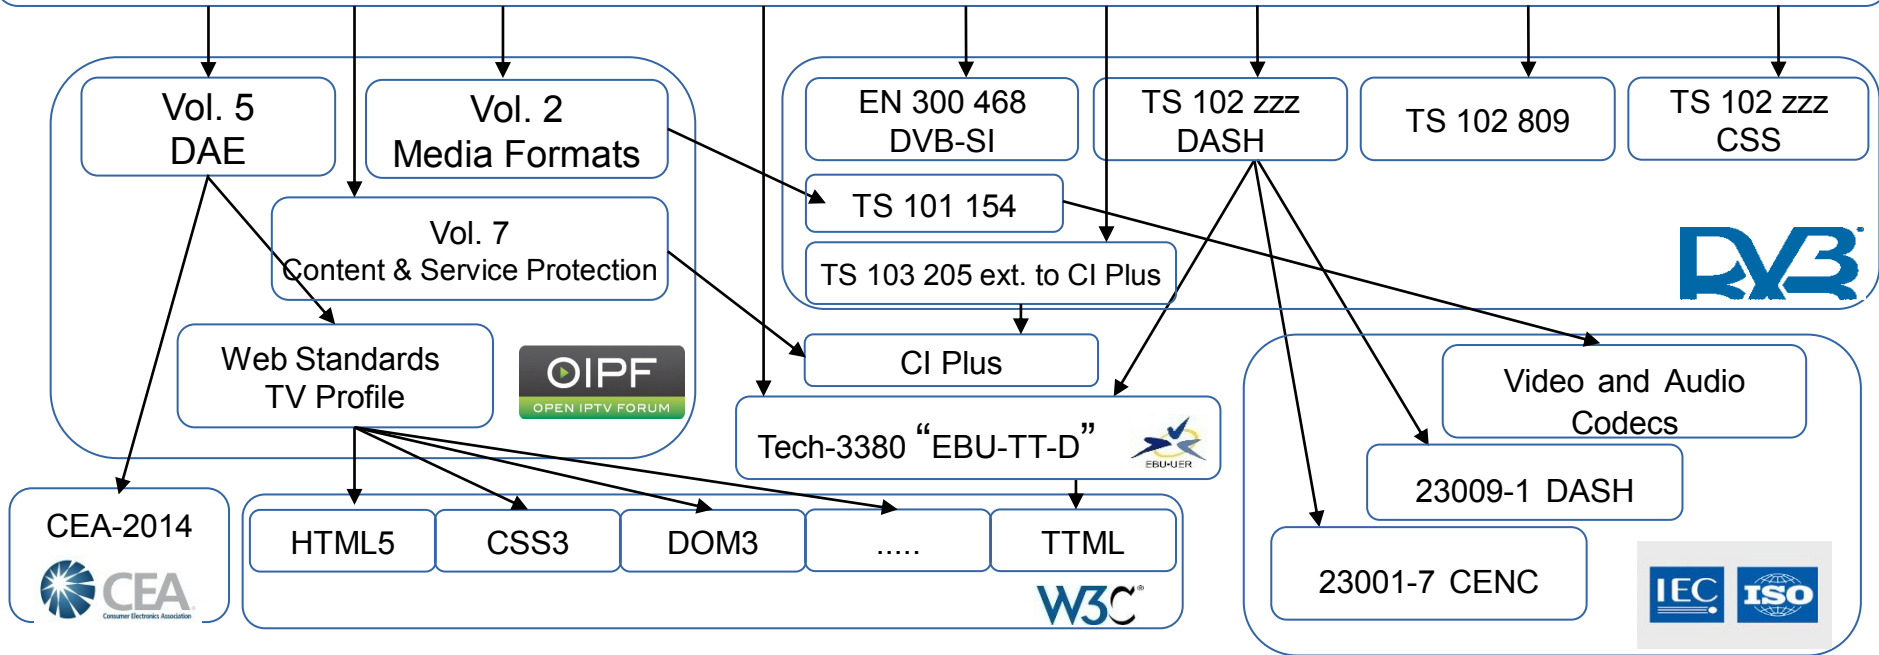 Vol. 5
DAE
Vol. 2
Media Formats
Vol. 7
Content & Service Protection
Web Standards
TV Profile
OIPF
OPEN IPTV FORUM
EN 300 468
DVB-SI
TS 102 zzz
DASH
TS 102 809
TS 102 zzz
CSS
TS 101 154
TS 103 205 ext. to CI Plus
DVB
CI Plus
Tech-3380 “EBU-TT-D”
EBU·UER
Video and Audio
Codecs
23009-1 DASH
23001-7 CENC
IEC
ISO
CEA-2014
CEA
Consumer Electronics Association
HTML5
CSS3
DOM3
.....
TTML
W3C®